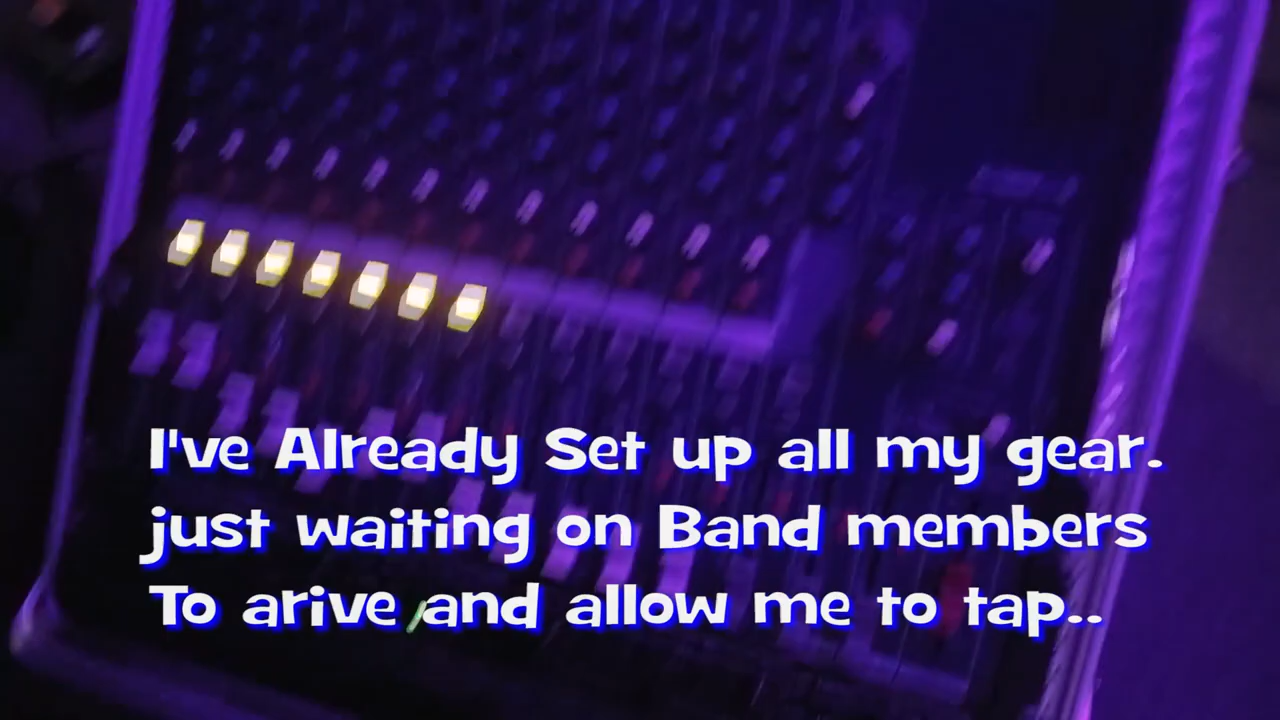 I've Already Set up all my gear.
just waiting on Band members
To arive and allow me to tap..